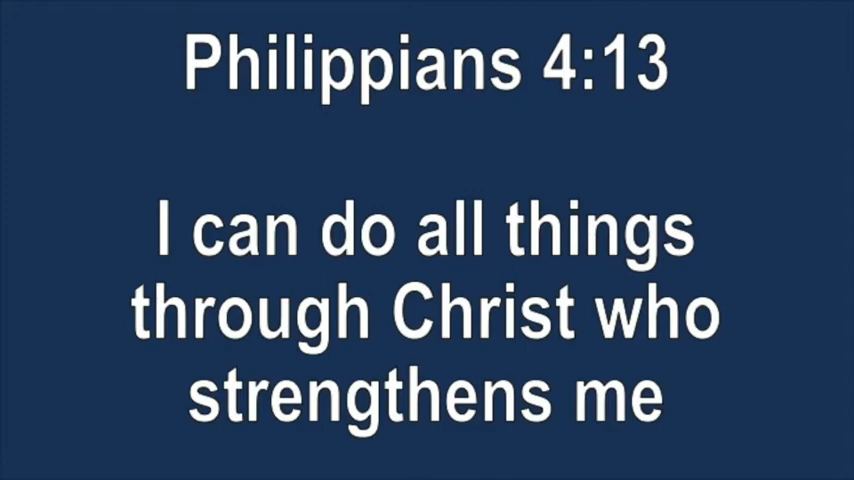 Philippians 4:13
I can do all things
through Christ who
strengthens me